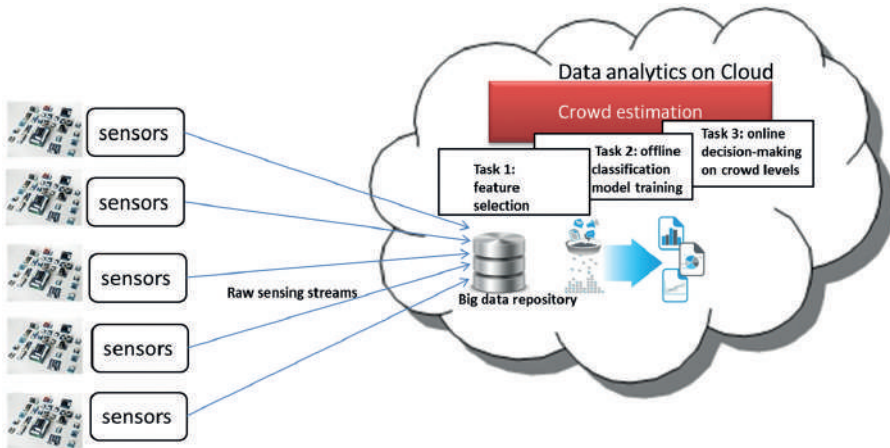 Data analytics on Cloud
Crowd estimation
Task 1:
feature
selection
Task 2: offline
classification
model training
Task 3: online
decision-making
on crowd levels
sensors
sensors
sensors
sensors
sensors
Raw sensing streams
Big data repository